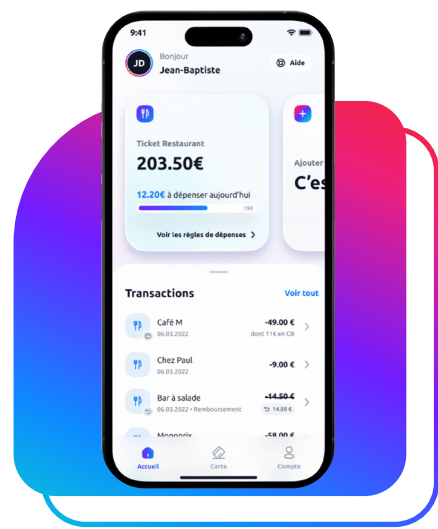 9:41
JD
Bonjour
Jean-Baptiste
Aide
Ticket Restaurant
203.50€
12.20€ à dépenser aujourd'hui
19€
Voir les règles de dépenses
Ajouter
C'es
Transactions
Voir tout
Café M
06.03.2022
-49.00 €
dont 11€ en CB
Chez Paul
06.03.2022
-9.00 €
Bar à salade
06.03.2022 • Remboursement
-14.50 €
14.50 €
Monoprix
-58.00 €
Accueil
Carte
Compte